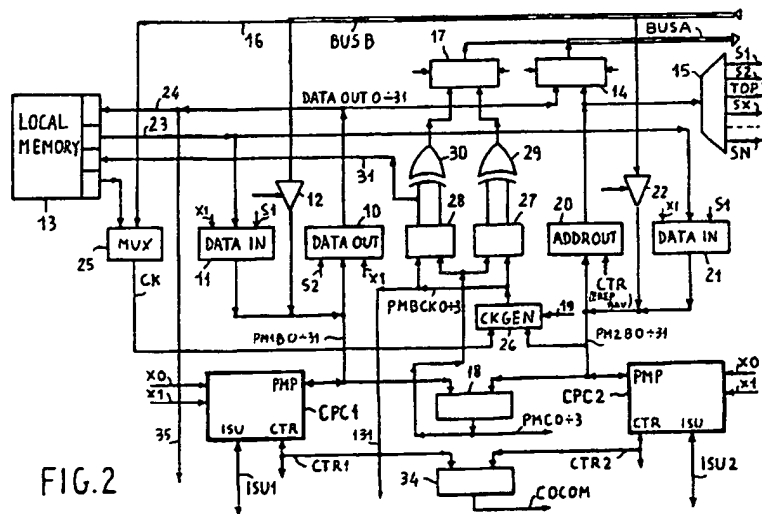 16
BUS B
BUS A
17
14
15
S1
S2
TOP
SX
SN
24
DATA OUT 0÷31
LOCAL
MEMORY
23
31
13
30
29
12
22
28
27
X1
S1
10
20
X1
S1
MUX
DATA IN
DATA OUT
ADDROUT
DATA IN
25
11
S2
X1
CTR
21
CK
PMBCK0÷3
CKGEN
19
26
PM1B0÷31
PM2B0÷31
X0
X1
PMP
CPC1
ISU
CTR
18
PMP
CPC2
X0
X1
CTR
ISU
PMC0÷3
35
131
CTR1
CTR2
ISU1
34
COCOM
ISU2
FIG.2